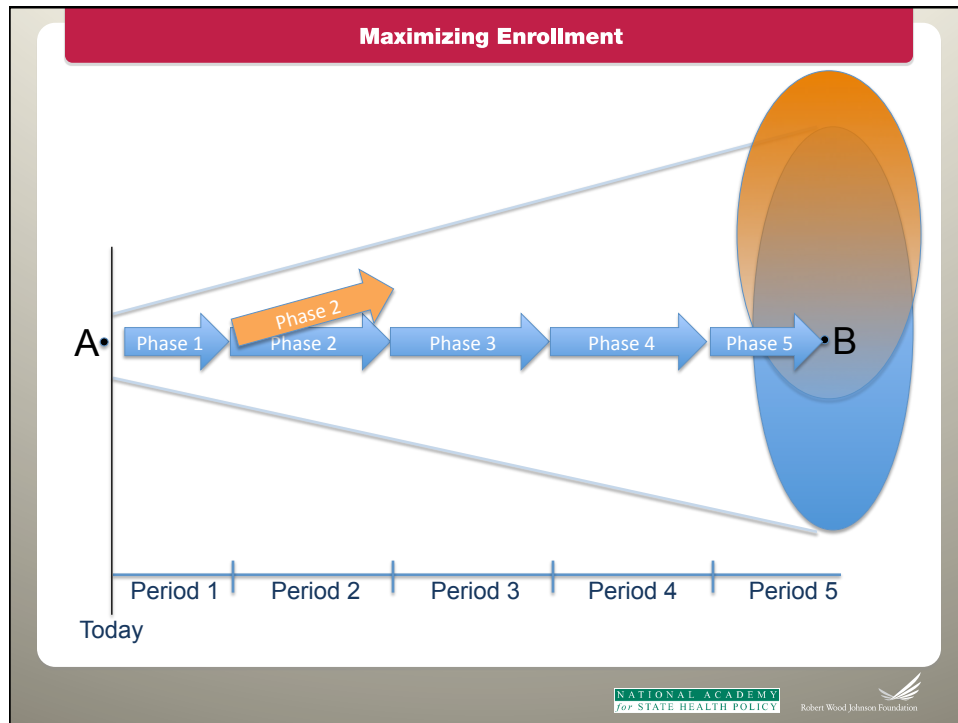 Maximizing Enrollment
Phase 2
A
Phase 1
Phase 2
Phase 3
Phase 4
Phase 5
B
Period 1
Period 2
Period 3
Period 4
Period 5
Today
NATIONAL ACADEMY
for STATE HEALTH POLICY
Robert Wood Johnson Foundation